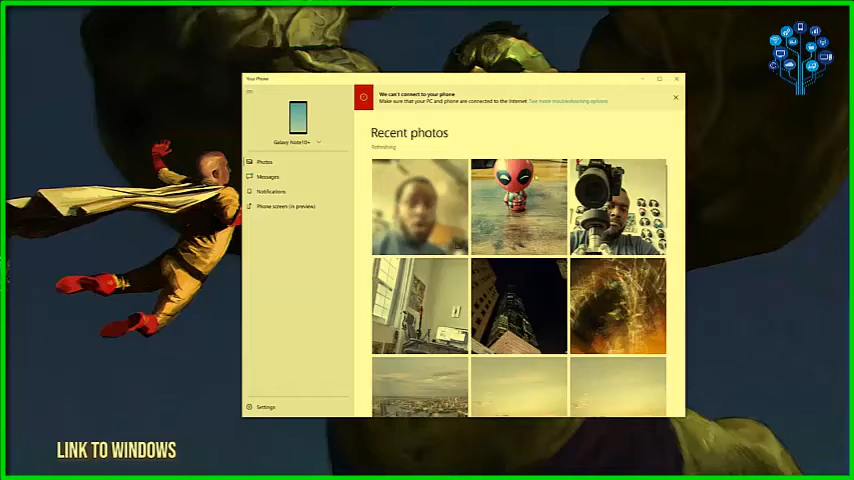 Your Phone
We can't connect to your phone
Make sure that your PC and phone are connected to the Internet See more troubleshooting options
Recent photos
Refreshing
Galaxy Note10+
Photos
Messages
Notifications
Phone screen (in preview)
Settings
LINK TO WINDOWS